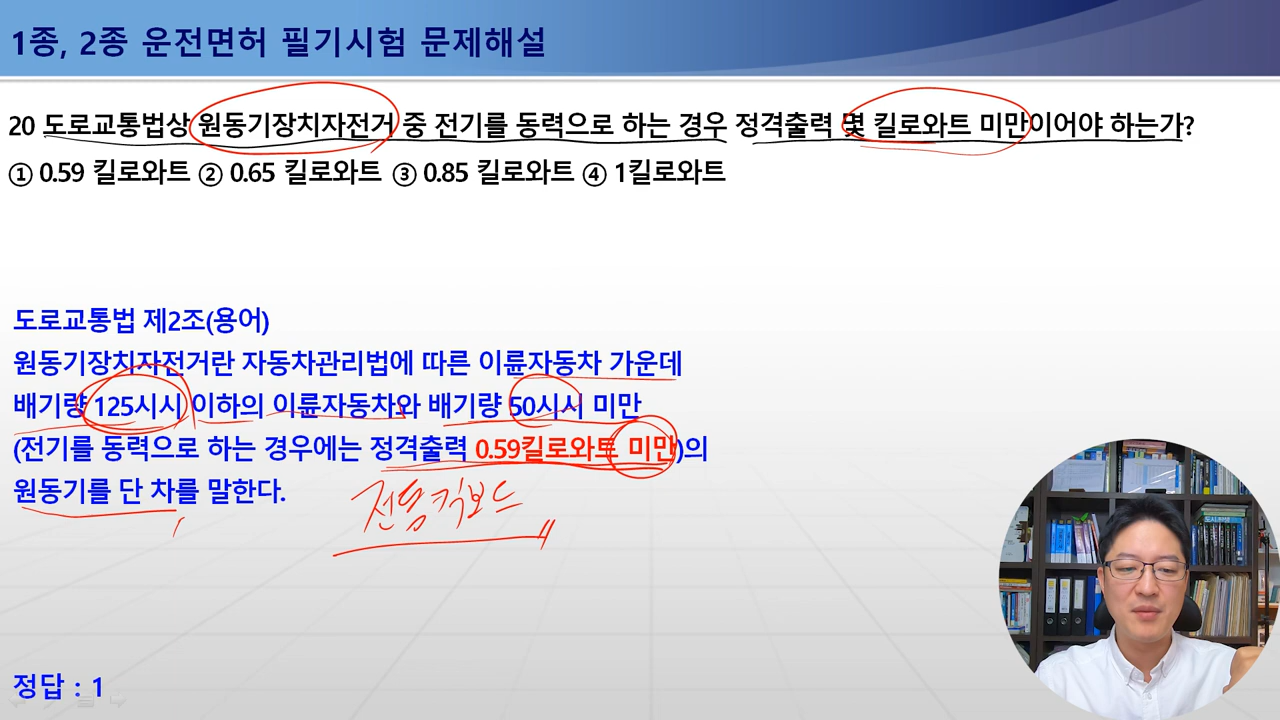 1종, 2종 운전면허 필기시험 문제해설
20 도로교통법상 원동기장치자전거 중 전기를 동력으로 하는 경우 정격출력 몇 킬로와트 미만이어야 하는가?
① 0.59 킬로와트 ② 0.65 킬로와트 ③ 0.85 킬로와트 ④ 1킬로와트
도로교통법 제2조(용어)
원동기장치자전거란 자동차관리법에 따른 이륜자동차 가운데
배기량 125시시 이하의 이륜자동차와 배기량 50시시 미만
(전기를 동력으로 하는 경우에는 정격출력 0.59킬로와트 미만)의
원동기를 단 차를 말한다.
전동킥보드
정답 : 1